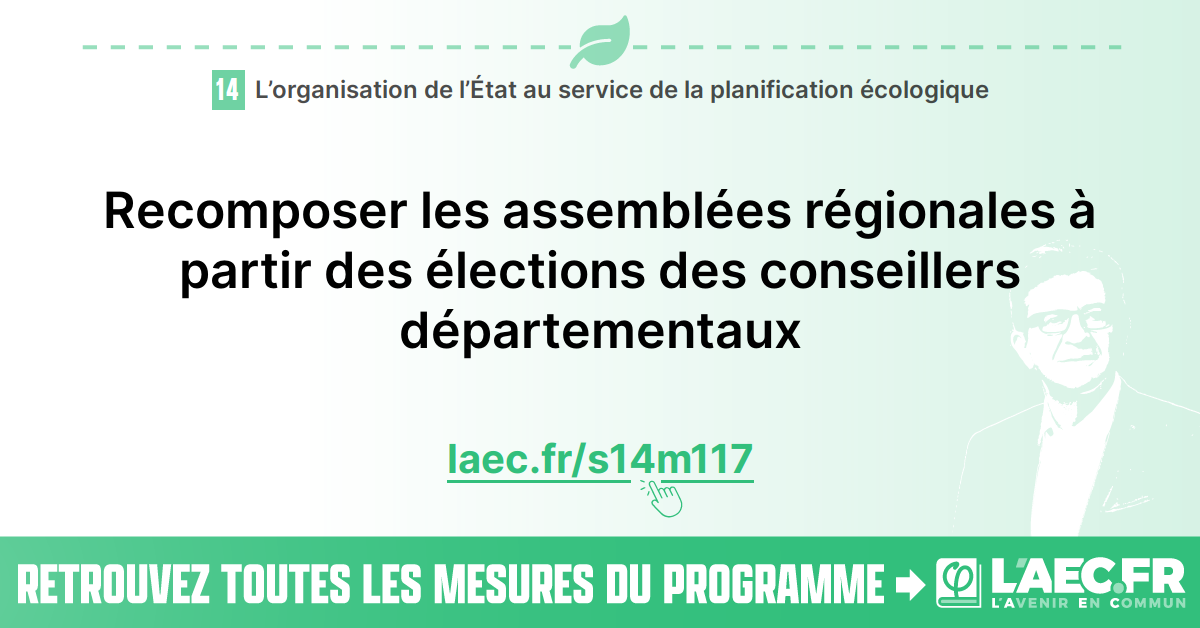 14 L’organisation de l’État au service de la planification écologique
Recomposer les assemblées régionales à
partir des élections des conseillers
départementaux
laec.fr/s14m117
RETROUVEZ TOUTES LES MESURES DU PROGRAMME
L'AEC.FR
L'AVENIR EN COMMUN